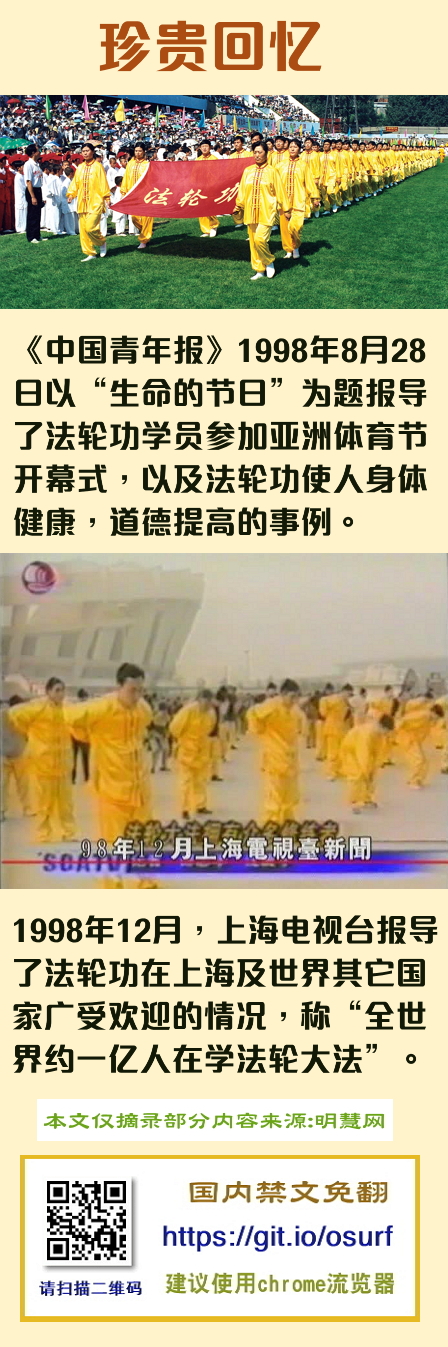 珍贵回忆
法轮功
《中国青年报》1998年8月28
日以“生命的节日”为题报导
了法轮功学员参加亚洲体育节
开幕式，以及法轮功使人身体
健康，道德提高的事例。
98年12月上海電視臺新聞
1998年12月，上海电视台报导
了法轮功在上海及世界其它国
家广受欢迎的情况，称“全世
界约一亿人在学法轮大法”。
本文仅摘录部分内容来源:明慧网
国内禁文免翻
https://git.io/osurf
请扫描二维码
建议使用chrome流览器